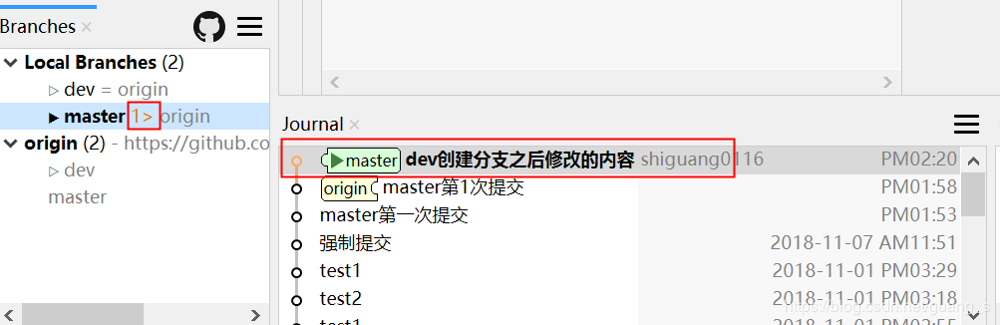 Branches
Local Branches (2)
dev = origin
master 1> origin
origin (2) - https://github.co
dev
master
Journal
master dev创建分支之后修改的内容 shiguang0116 PM02:20
origin master第1次提交 PM01:58
master第一次提交 PM01:53
强制提交 2018-11-07 AM11:51
test1 2018-11-01 PM03:29
test2 2018-11-01 PM03:18
test1 2018-11-01 PM02:55
https://blog.csdn.net/guang_s